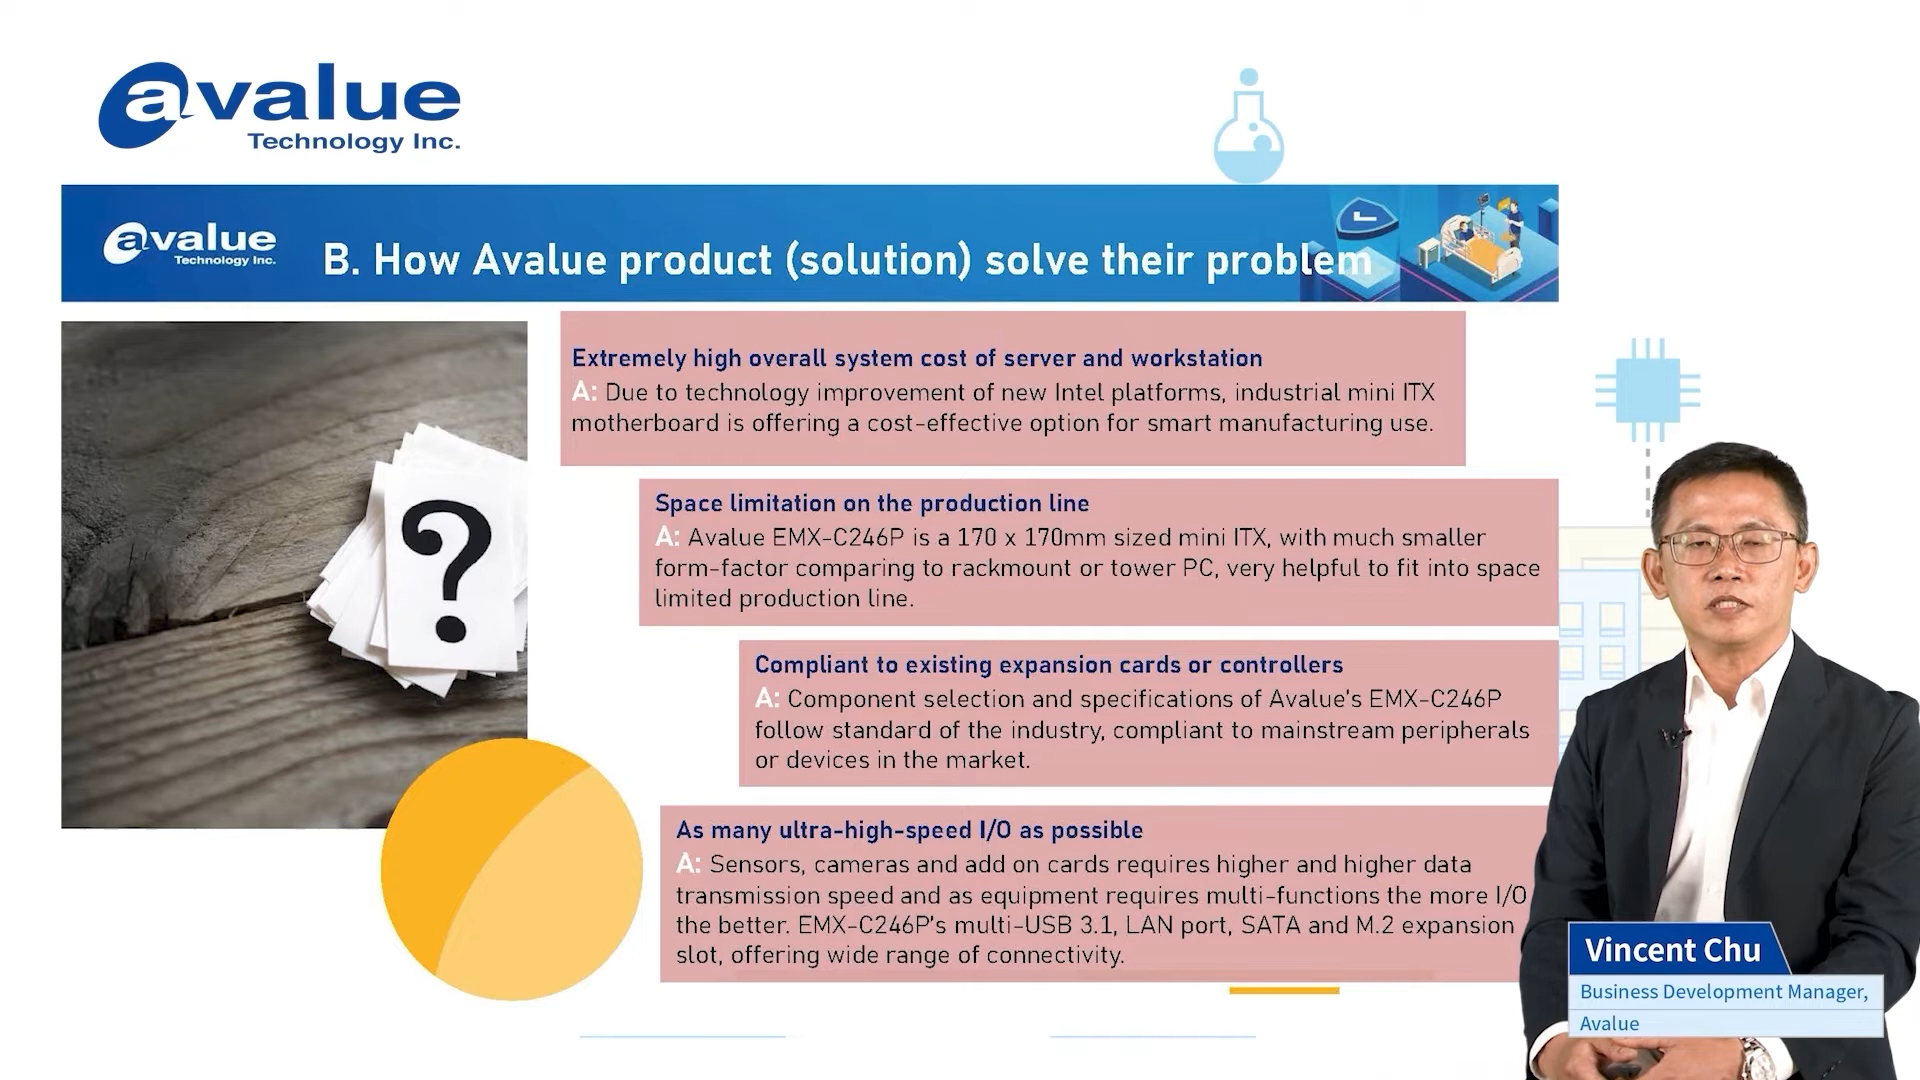 avalue
Technology Inc.
avalue
Technology Inc.
B. How Avalue product (solution) solve their problem
?
Extremely high overall system cost of server and workstation
A: Due to technology improvement of new Intel platforms, industrial mini ITX
motherboard is offering a cost-effective option for smart manufacturing use.
Space limitation on the production line
A: Avalue EMX-C246P is a 170 x 170mm sized mini ITX, with much smaller
form-factor comparing to rackmount or tower PC, very helpful to fit into space
limited production line.
Compliant to existing expansion cards or controllers
A: Component selection and specifications of Avalue's EMX-C246P
follow standard of the industry, compliant to mainstream peripherals
or devices in the market.
As many ultra-high-speed I/O as possible
A: Sensors, cameras and add on cards requires higher and higher data
transmission speed and as equipment requires multi-functions the more I/O
the better. EMX-C246P's multi-USB 3.1, LAN port, SATA and M.2 expansion
slot, offering wide range of connectivity.
Vincent Chu
Business Development Manager,
Avalue